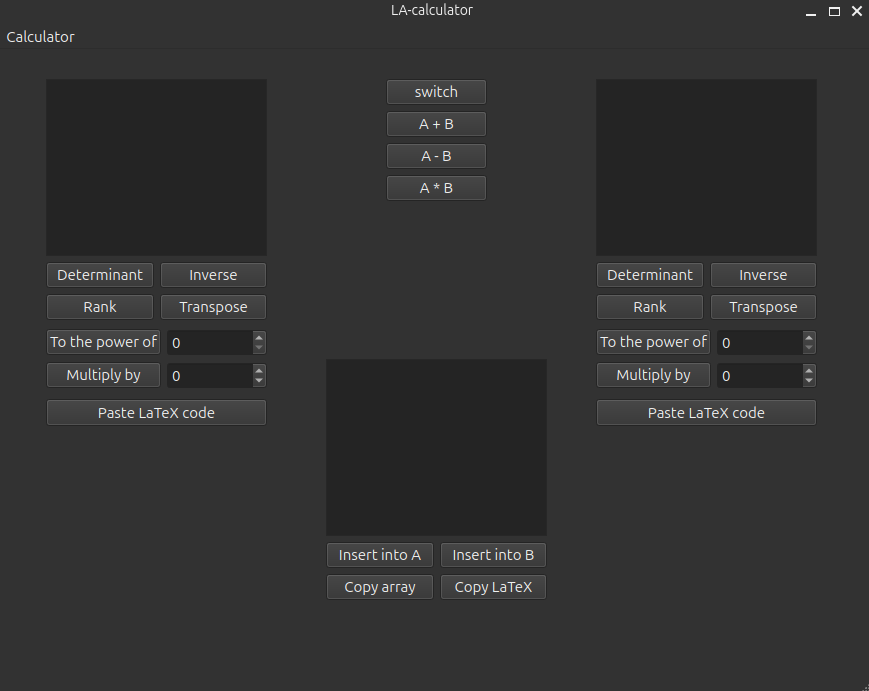 LA-calculator
Calculator
switch
A + B
A - B
A * B
Determinant Inverse
Rank Transpose
To the power of 0
Multiply by 0
Paste LaTeX code
Determinant Inverse
Rank Transpose
To the power of 0
Multiply by 0
Paste LaTeX code
Insert into A Insert into B
Copy array Copy LaTeX